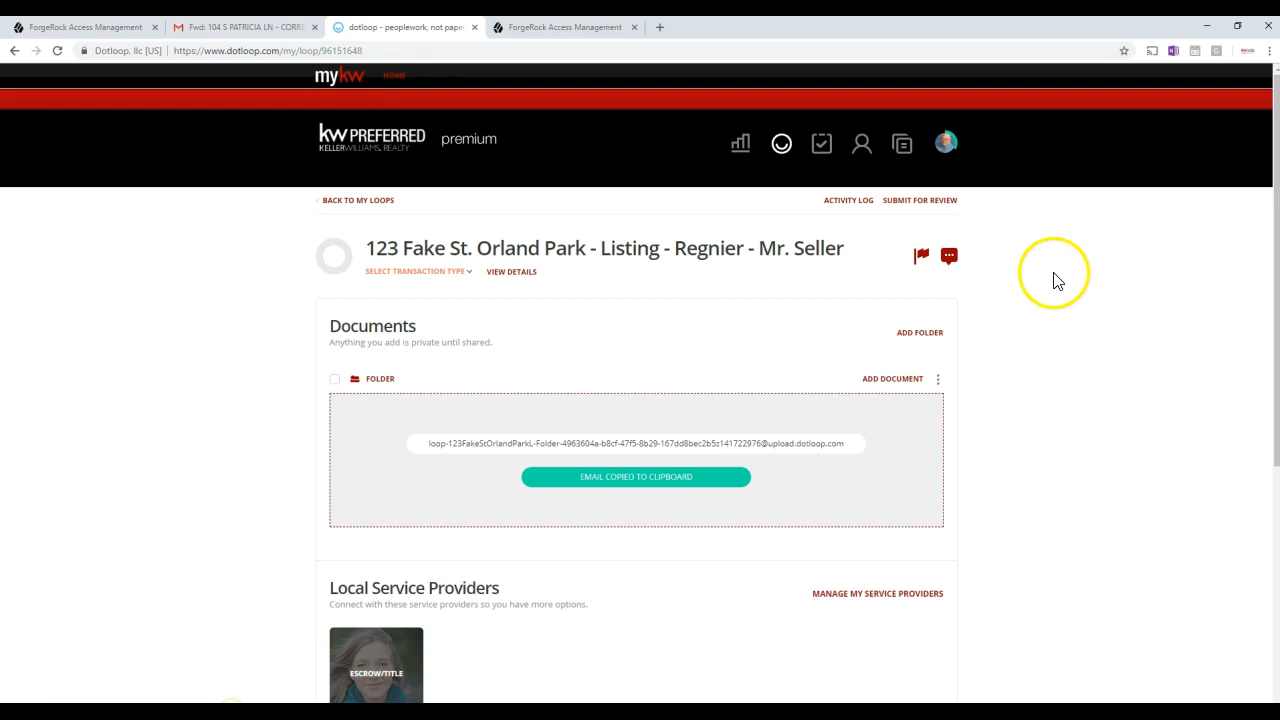 ForgeRock Access Management
Fwd: 104 S PATRICIA LN - CORRE
dotloop - peoplework, not pape
ForgeRock Access Management
Dotloop, llc [US] | https://www.dotloop.com/my/loop/96151648
mykw HOME
kw PREFERRED
KELLERWILLIAMS. REALTY
premium
BACK TO MY LOOPS
ACTIVITY LOG SUBMIT FOR REVIEW
123 Fake St. Orland Park - Listing - Regnier - Mr. Seller
SELECT TRANSACTION TYPE VIEW DETAILS
Documents
Anything you add is private until shared.
ADD FOLDER
FOLDER
ADD DOCUMENT
loop-123FakeStOrlandParkL-Folder-4963604a-b8cf-47f5-8b29-167dd8bec2b5z141722976@upload.dotloop.com
EMAIL COPIED TO CLIPBOARD
Local Service Providers
Connect with these service providers so you have more options.
MANAGE MY SERVICE PROVIDERS
ESCROW/TITLE